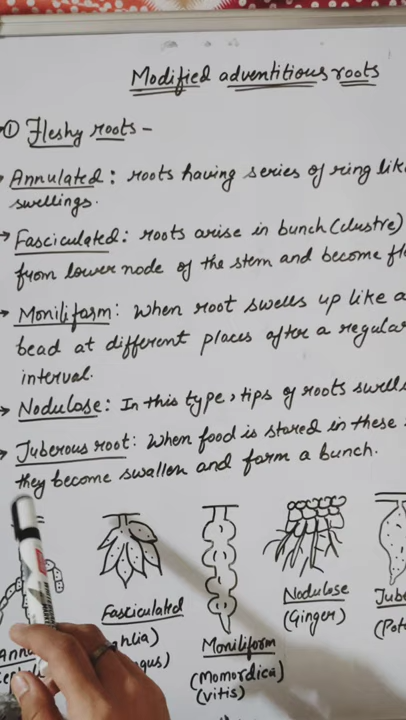 Modified adventitious roots
① Fleshy roots -
Annulated: roots having series of ring like
swellings.
→ Fasciculated: roots arise in bunch (clustre)
from lower node of the stem and become
→ Moniliform: When root swells up like a
bead at different places after a regular
interval.
→ Nodulose: In this type, tips of roots swell
→ Tuberous root: When food is stored in these
they become swallen and form a bunch.
Fasciculated
Moniliform
(Momordica)
(Vitis)
Nodulose
(Ginger)